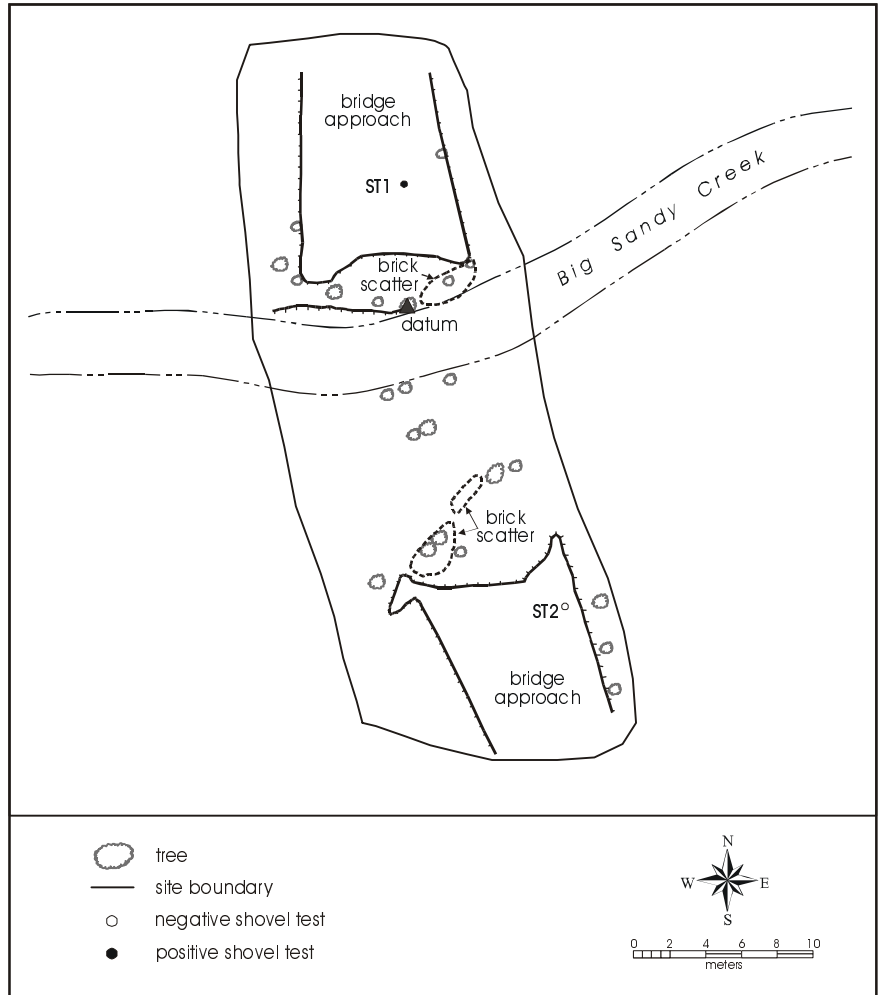 bridge
approach
ST1
Big Sandy Creek
brick
scatter
datum
brick
scatter
ST2
bridge
approach
tree
site boundary
negative shovel test
positive shovel test
N
W E
S
0 2 4 6 8 10
meters